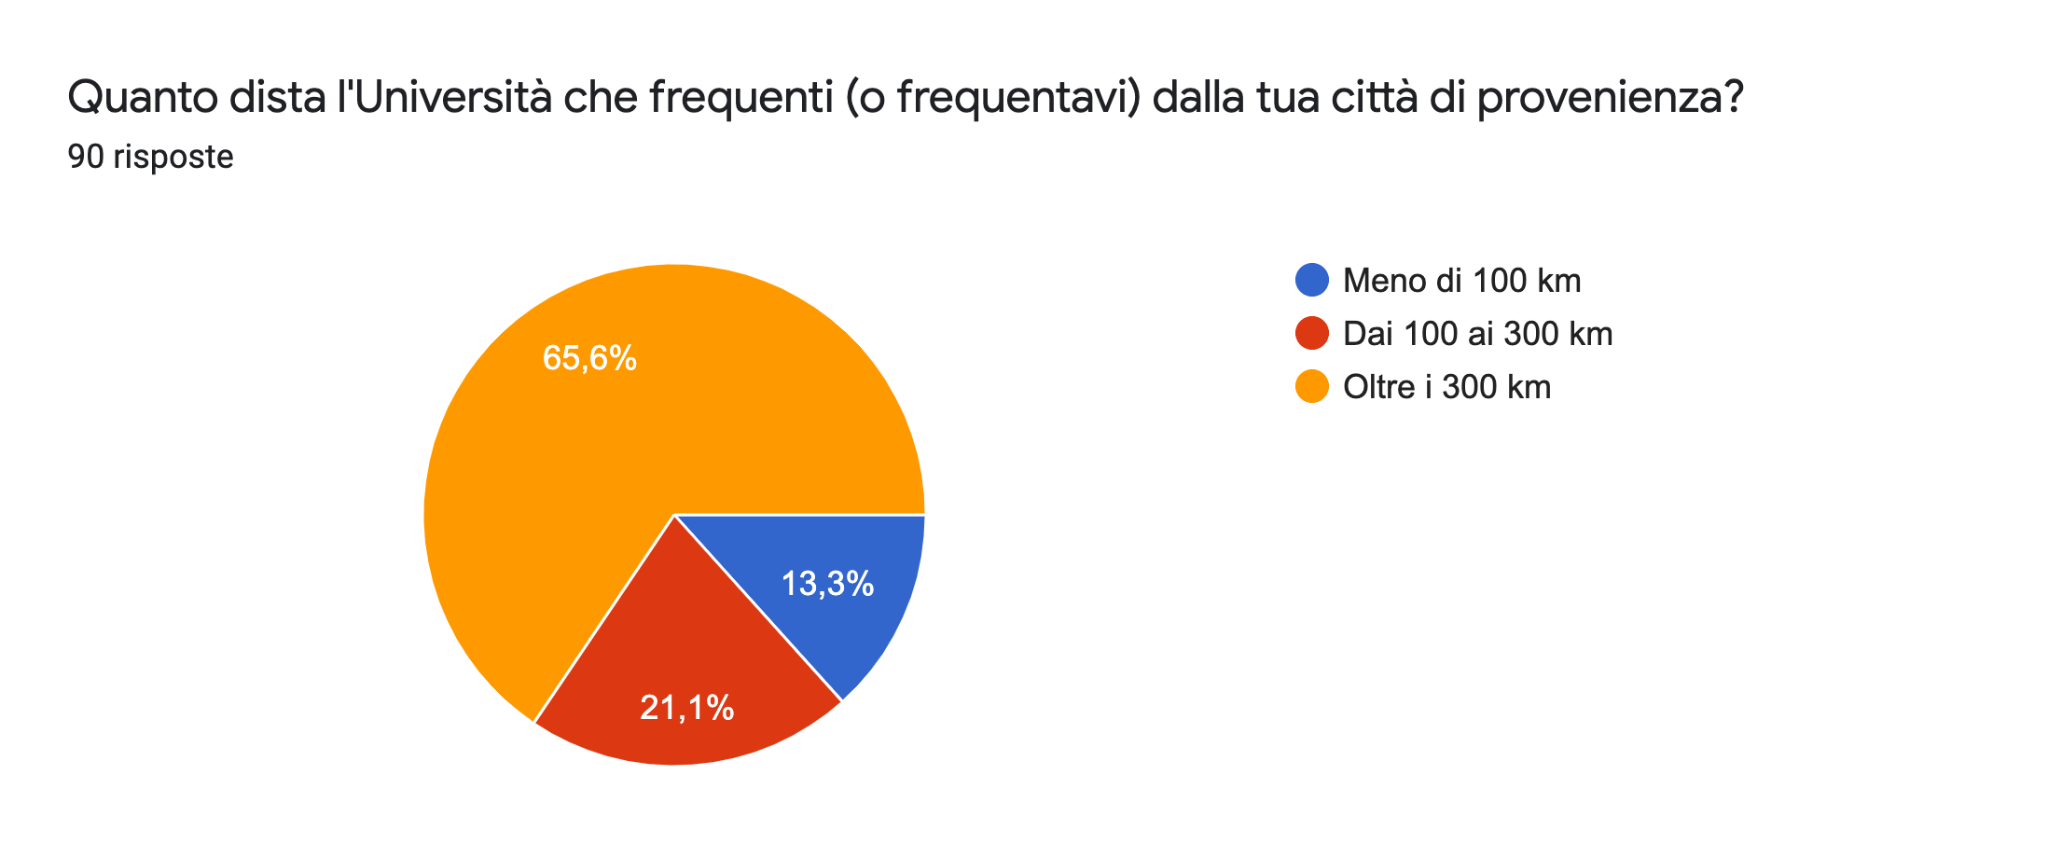 Quanto dista l'Università che frequenti (o frequentavi) dalla tua città di provenienza?
90 risposte
Meno di 100 km
Dai 100 ai 300 km
Oltre i 300 km
65,6%
13,3%
21,1%